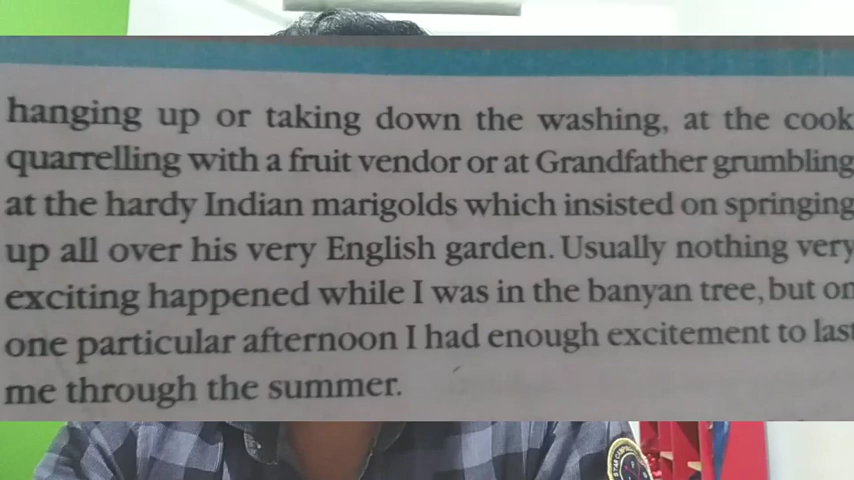 hanging up or taking down the washing, at the cook
quarrelling with a fruit vendor or at Grandfather grumbling
at the hardy Indian marigolds which insisted on springing
up all over his very English garden. Usually nothing very
exciting happened while I was in the banyan tree, but on
one particular afternoon I had enough excitement to last
me through the summer.